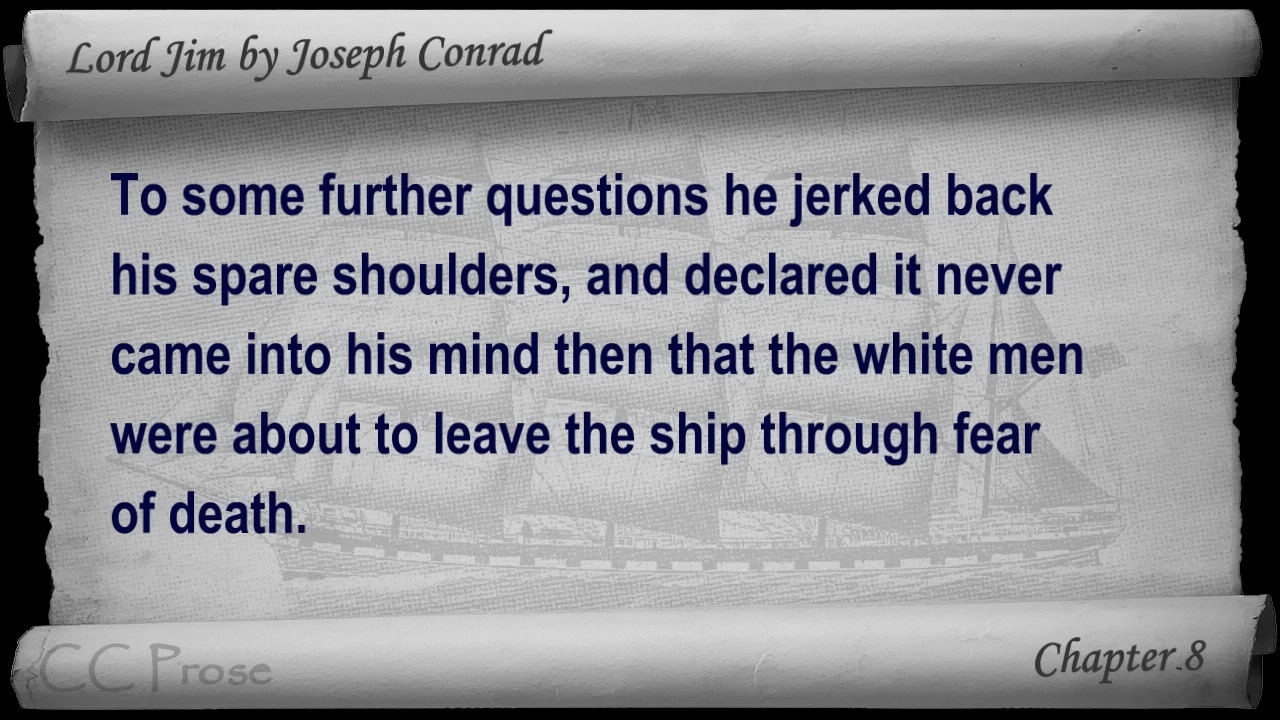 Lord Jim by Joseph Conrad
To some further questions he jerked back
his spare shoulders, and declared it never
came into his mind then that the white men
were about to leave the ship through fear
of death.
CC Prose
Chapter 8